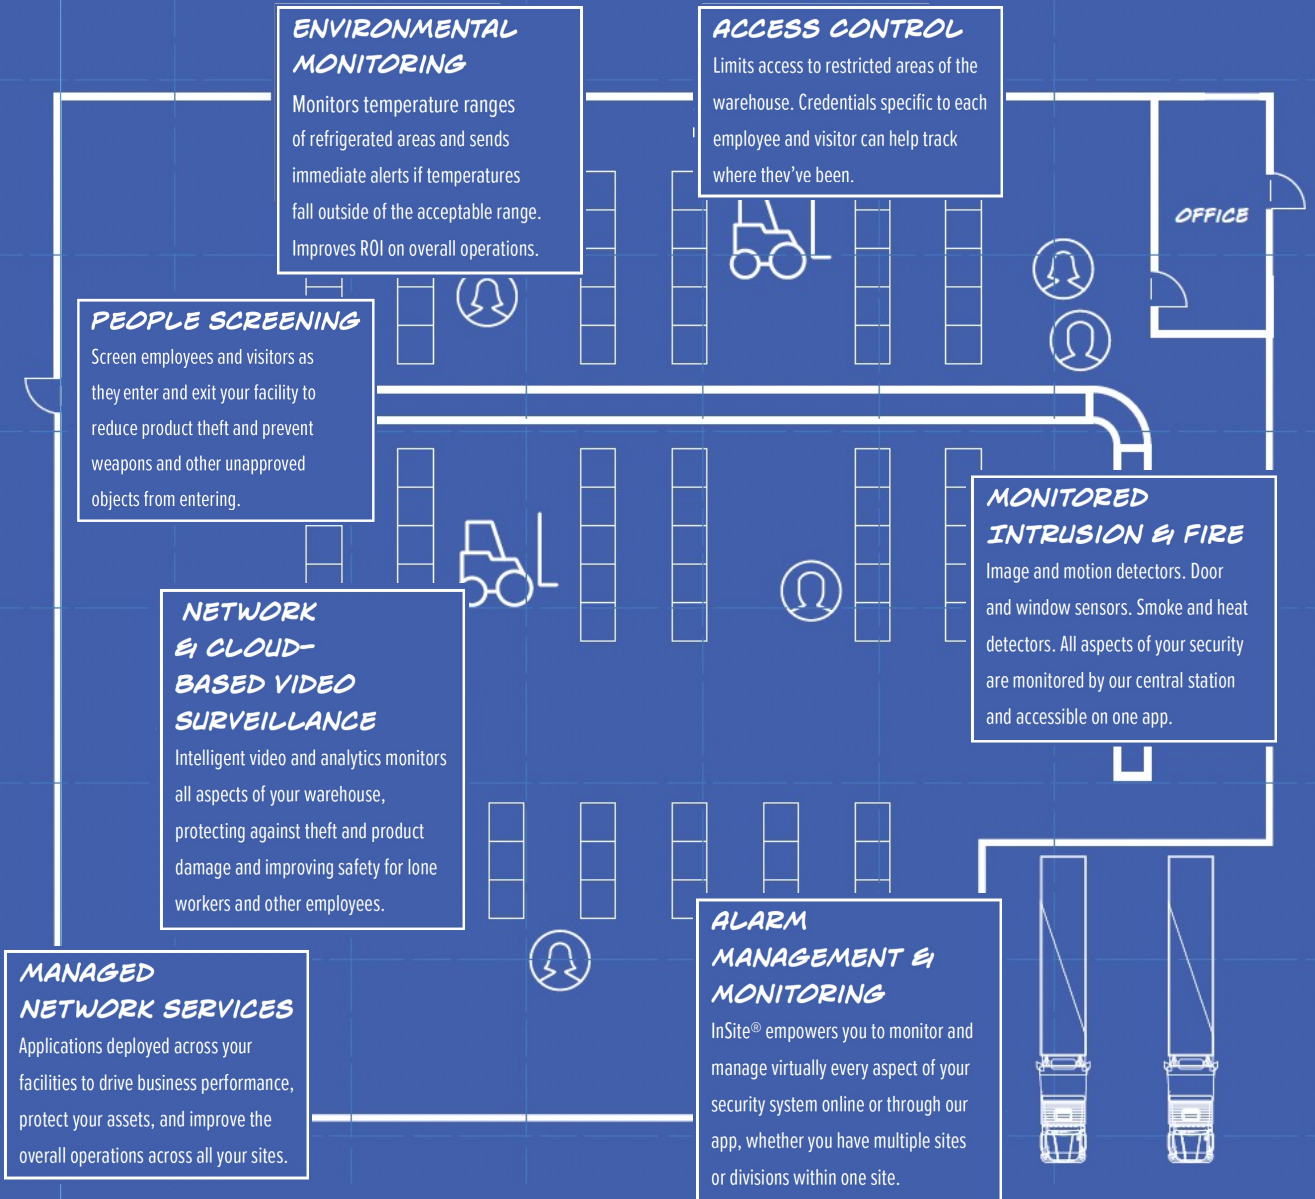 ENVIRONMENTAL
MONITORING
Monitors temperature ranges
of refrigerated areas and sends
immediate alerts if temperatures
fall outside of the acceptable range.
Improves ROI on overall operations.
ACCESS CONTROL
Limits access to restricted areas of the
warehouse. Credentials specific to each
employee and visitor can help track
where they've been.
OFFICE
PEOPLE SCREENING
Screen employees and visitors as
they enter and exit your facility to
reduce product theft and prevent
weapons and other unapproved
objects from entering.
MONITORED
INTRUSION & FIRE
Image and motion detectors. Door
and window sensors. Smoke and heat
detectors. All aspects of your security
are monitored by our central station
and accessible on one app.
NETWORK
& CLOUD-
BASED VIDEO
SURVEILLANCE
Intelligent video and analytics monitors
all aspects of your warehouse,
protecting against theft and product
damage and improving safety for lone
workers and other employees.
ALARM
MANAGEMENT &
MONITORING
InSite® empowers you to monitor and
manage virtually every aspect of your
security system online or through our
app, whether you have multiple sites
or divisions within one site.
MANAGED
NETWORK SERVICES
Applications deployed across your
facilities to drive business performance,
protect your assets, and improve the
overall operations across all your sites.